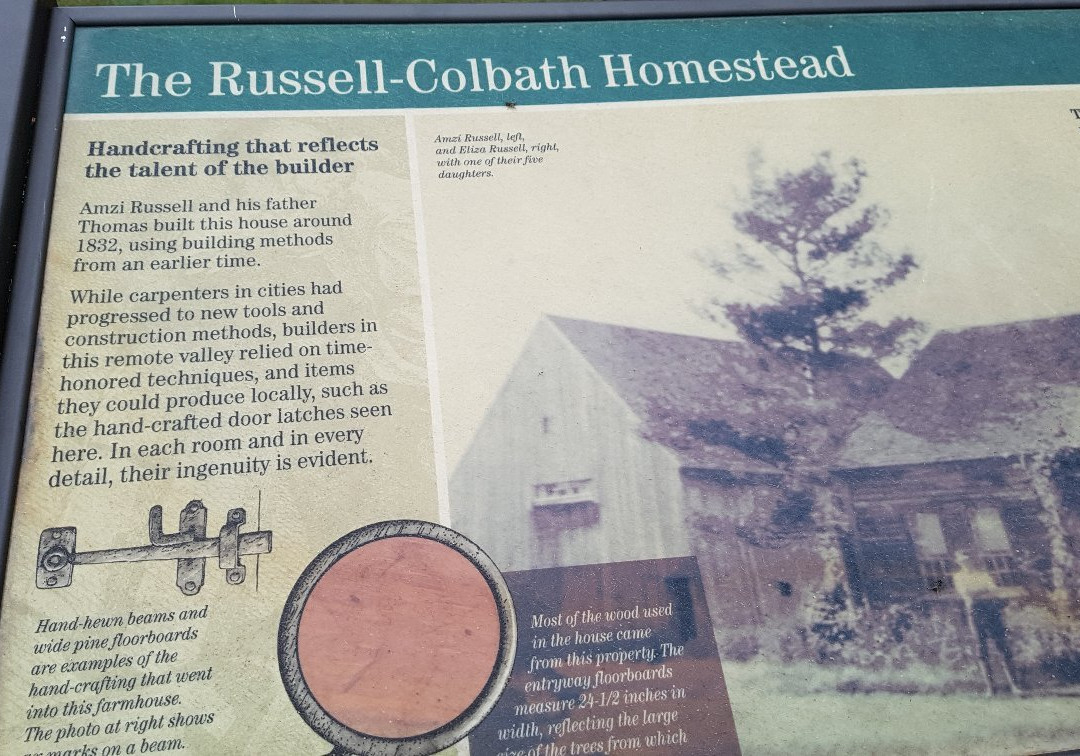 The Russell-Colbath Homestead
Handcrafting that reflects
the talent of the builder
Amzi Russell and his father
Thomas built this house around
1832, using building methods
from an earlier time.
While carpenters in cities had
progressed to new tools and
construction methods, builders in
this remote valley relied on time-
honored techniques, and items
they could produce locally, such as
the hand-crafted door latches seen
here. In each room and in every
detail, their ingenuity is evident.
Amzi Russell, left,
and Eliza Russell, right,
with one of their five
daughters.
Hand-hewn beams and
wide pine floorboards
are examples of the
hand-crafting that went
into this farmhouse.
The photo at right shows
marks on a beam.
Most of the wood used
in the house came
from this property. The
entryway floorboards
measure 24-1/2 inches in
width, reflecting the large
size of the trees from which